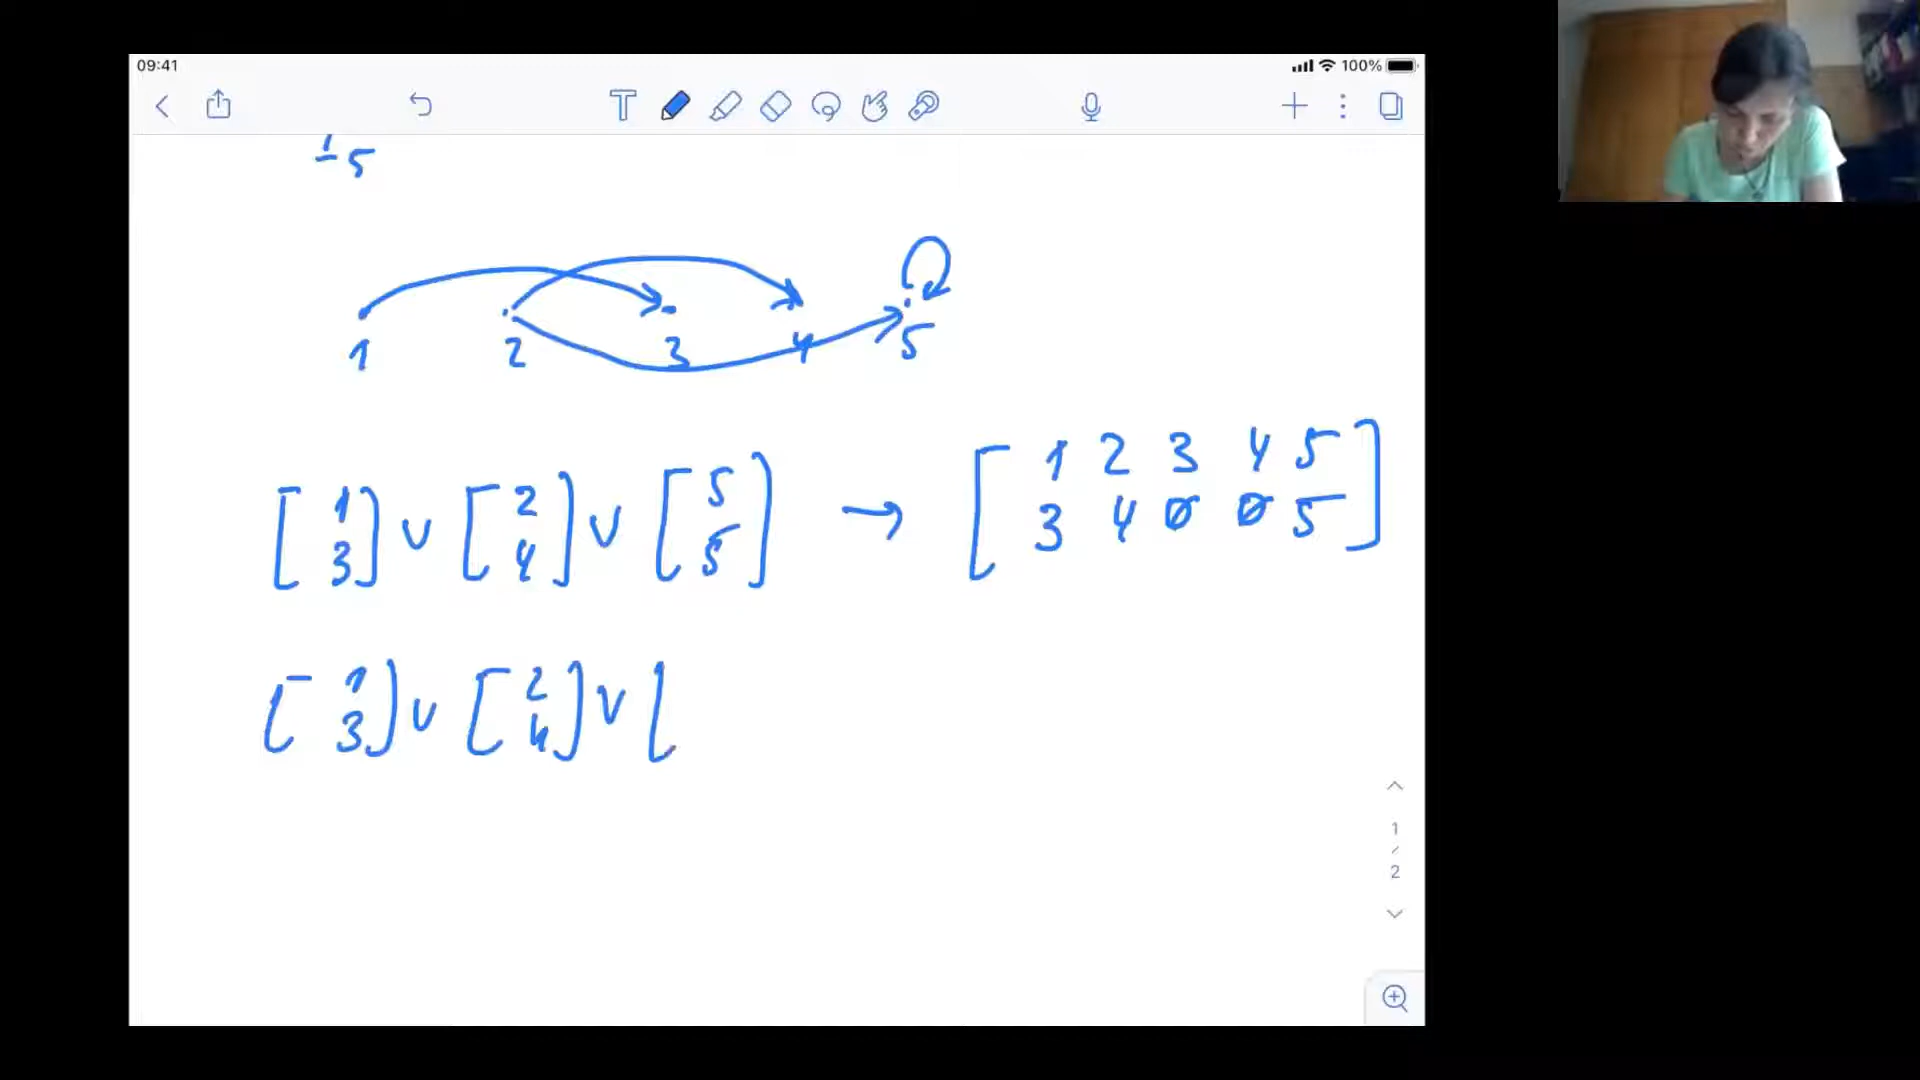 09:41 100%
T
5
1 2 3 4 5
[1 3] ∨ [2 4] ∨ [5 5] → [1 2 3 4 5
3 4 ∅ ∅ 5]
[1 3] ∨ [2 4] ∨ [
1
/
2